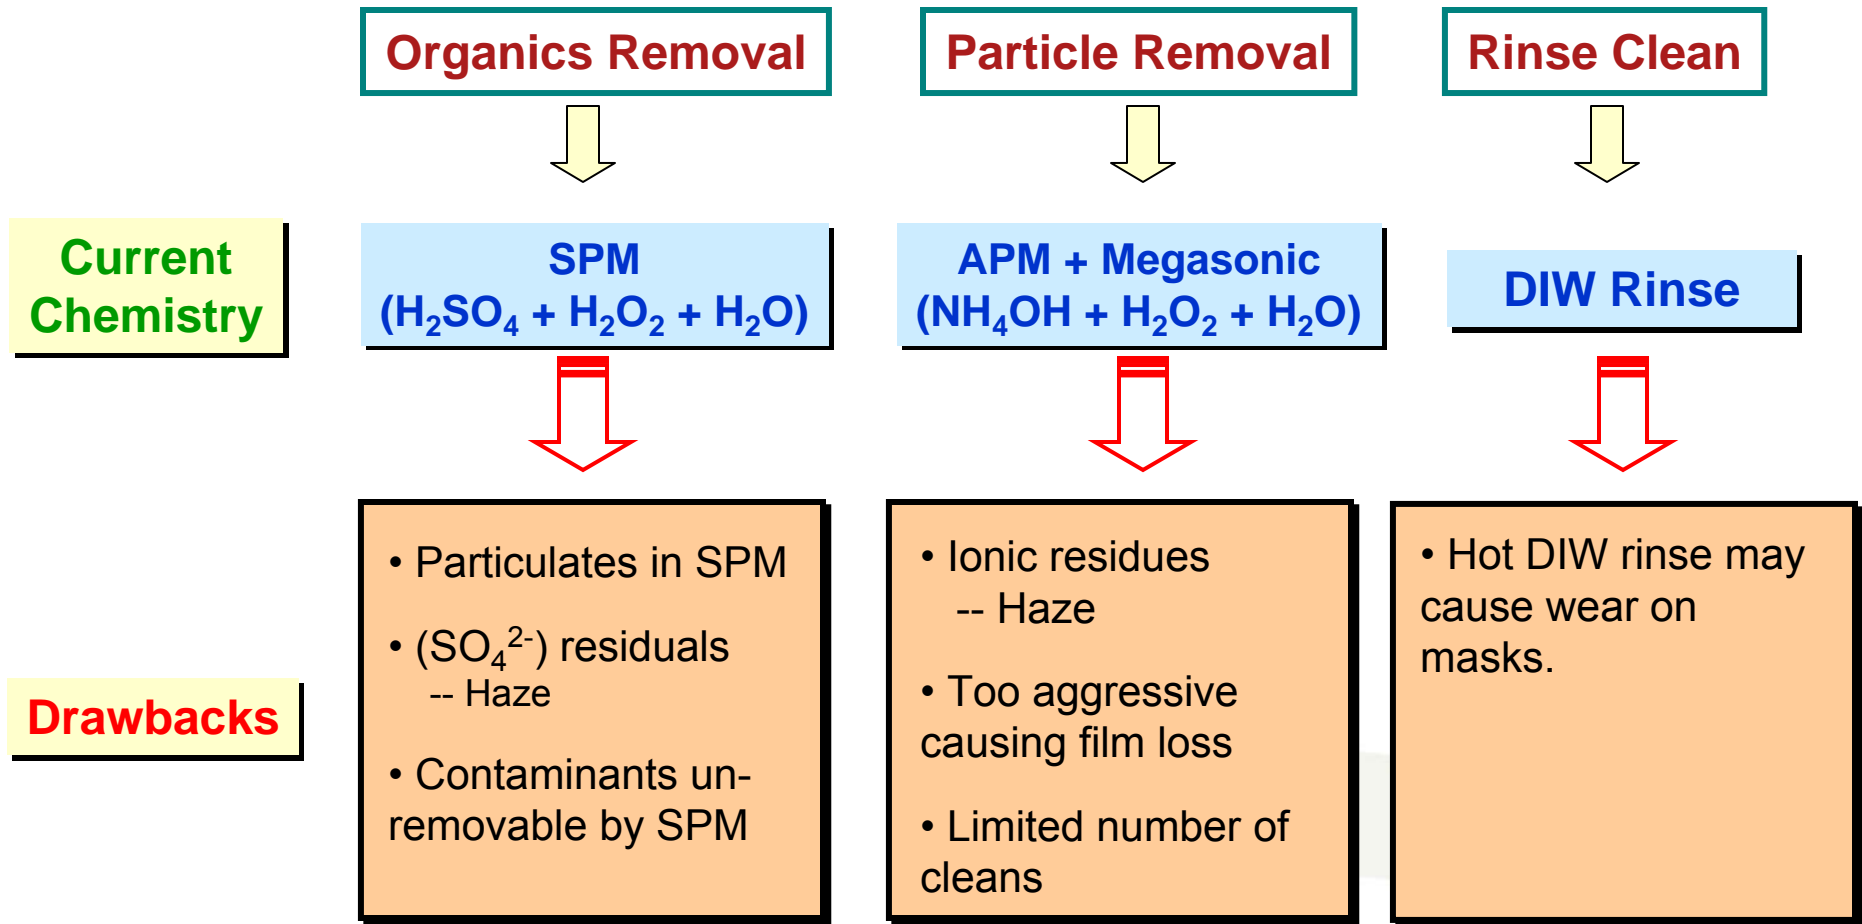 Organics Removal
Particle Removal
Rinse Clean
Current
Chemistry
SPM
(H₂SO₄ + H₂O₂ + H₂O)
APM + Megasonic
(NH₄OH + H₂O₂ + H₂O)
DIW Rinse
Drawbacks
• Particulates in SPM
• (SO₄²⁻) residuals
-- Haze
• Contaminants un-
removable by SPM
• Ionic residues
-- Haze
• Too aggressive
causing film loss
• Limited number of
cleans
• Hot DIW rinse may
cause wear on
masks.